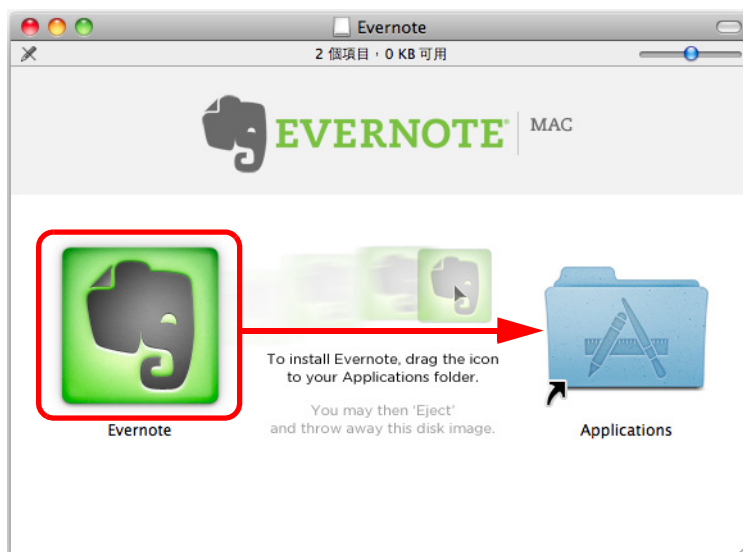 Evernote
2 個項目，0 KB 可用
EVERNOTE® MAC
To install Evernote, drag the icon
to your Applications folder.
You may then 'Eject'
and throw away this disk image.
Evernote
Applications